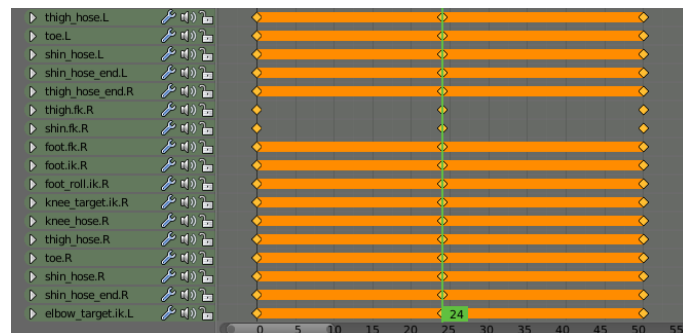 thigh_hose.L
toe.L
shin_hose.L
shin_hose_end.L
thigh_hose_end.R
thigh.fk.R
shin.fk.R
foot.fk.R
foot.ik.R
foot_roll.ik.R
knee_target.ik.R
knee_hose.R
thigh_hose.R
toe.R
shin_hose.R
shin_hose_end.R
elbow_target.ik.L
24
0 5 10 15 20 25 30 35 40 45 50 55